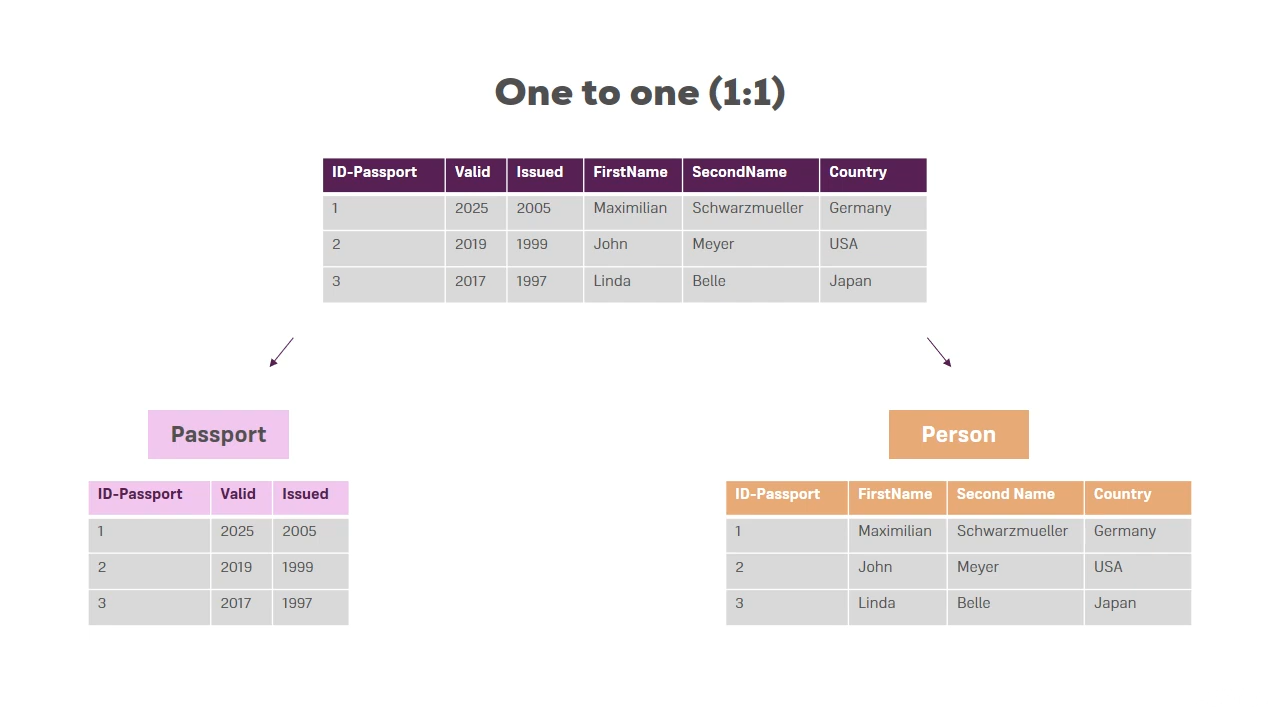 One to one (1:1)
ID-Passport Valid Issued FirstName SecondName Country
1 2025 2005 Maximilian Schwarzmueller Germany
2 2019 1999 John Meyer USA
3 2017 1997 Linda Belle Japan
Passport
ID-Passport Valid Issued
1 2025 2005
2 2019 1999
3 2017 1997
Person
ID-Passport FirstName Second Name Country
1 Maximilian Schwarzmueller Germany
2 John Meyer USA
3 Linda Belle Japan